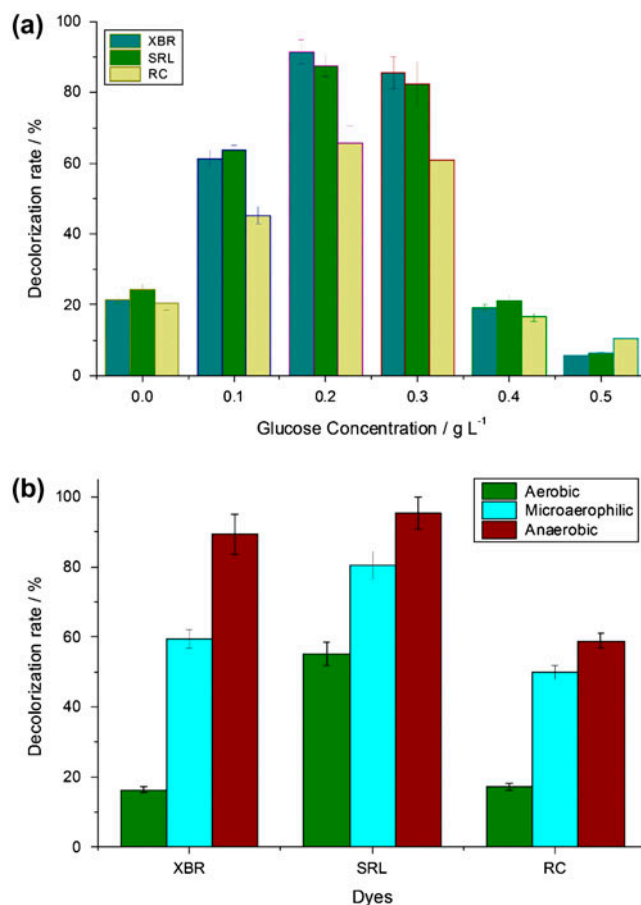 (a)
XBR
SRL
RC
100
80
60
40
20
0
Decolorization rate / %
0.0 0.1 0.2 0.3 0.4 0.5
Glucose Concentration / g L⁻¹
(b)
Aerobic
Microaerophilic
Anaerobic
100
80
60
40
20
0
Decolorization rate / %
XBR SRL RC
Dyes